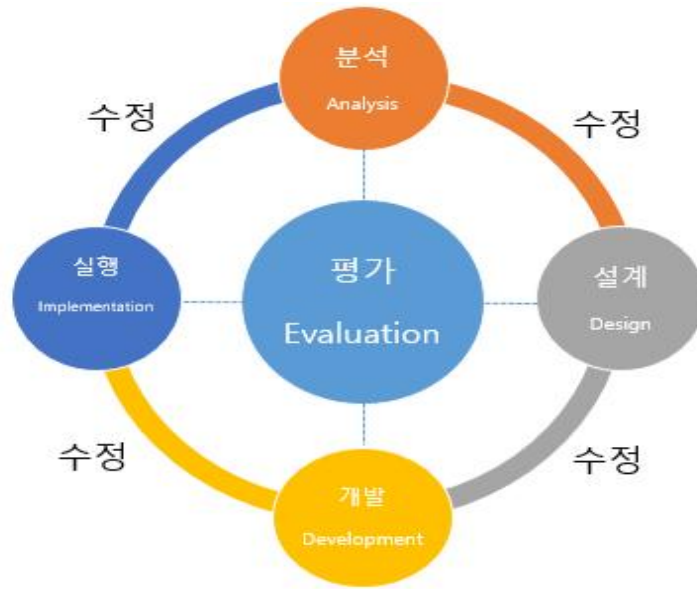 분석
Analysis
수정
수정
실행
Implementation
평가
Evaluation
설계
Design
수정
수정
개발
Development